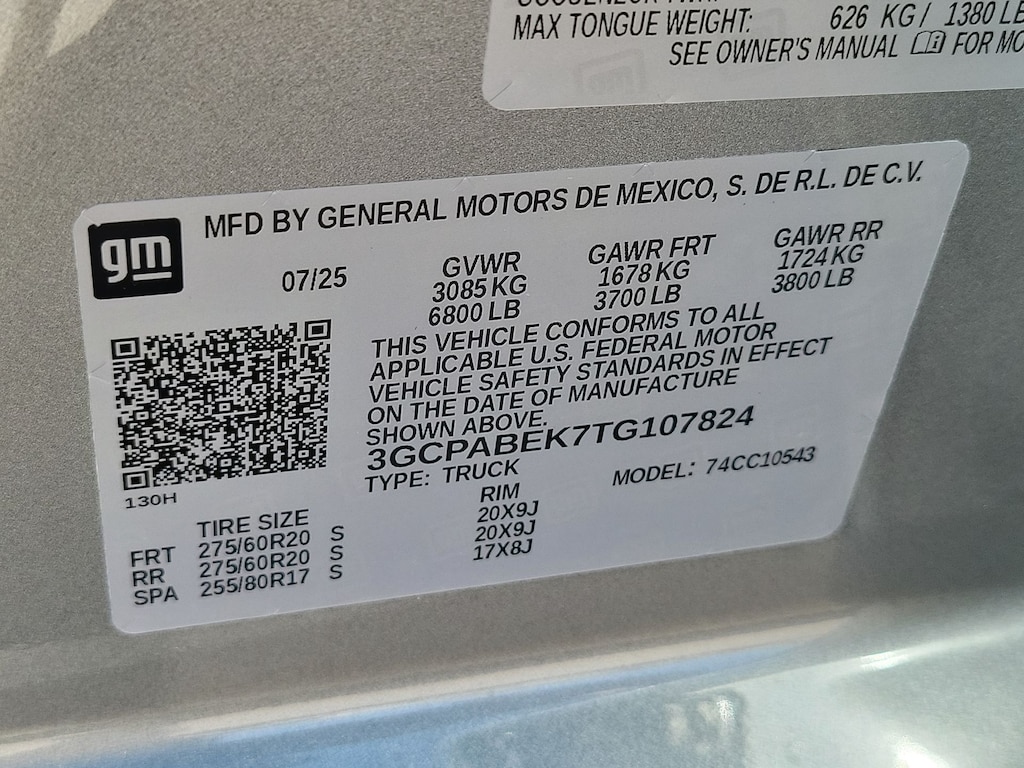 MAX TONGUE WEIGHT: 626 KG / 1380 LB
SEE OWNER'S MANUAL FOR MO
gm
MFD BY GENERAL MOTORS DE MEXICO, S. DE R.L. DE C.V.
07/25
GVWR
3085 KG
6800 LB
GAWR FRT
1678 KG
3700 LB
GAWR RR
1724 KG
3800 LB
THIS VEHICLE CONFORMS TO ALL
APPLICABLE U.S. FEDERAL MOTOR
VEHICLE SAFETY STANDARDS IN EFFECT
ON THE DATE OF MANUFACTURE
SHOWN ABOVE.
3GCPABEK7TG107824
TYPE: TRUCK MODEL: 74CC10543
130H
TIRE SIZE RIM
FRT 275/60R20 S 20X9J
RR 275/60R20 S 20X9J
SPA 255/80R17 S 17X8J